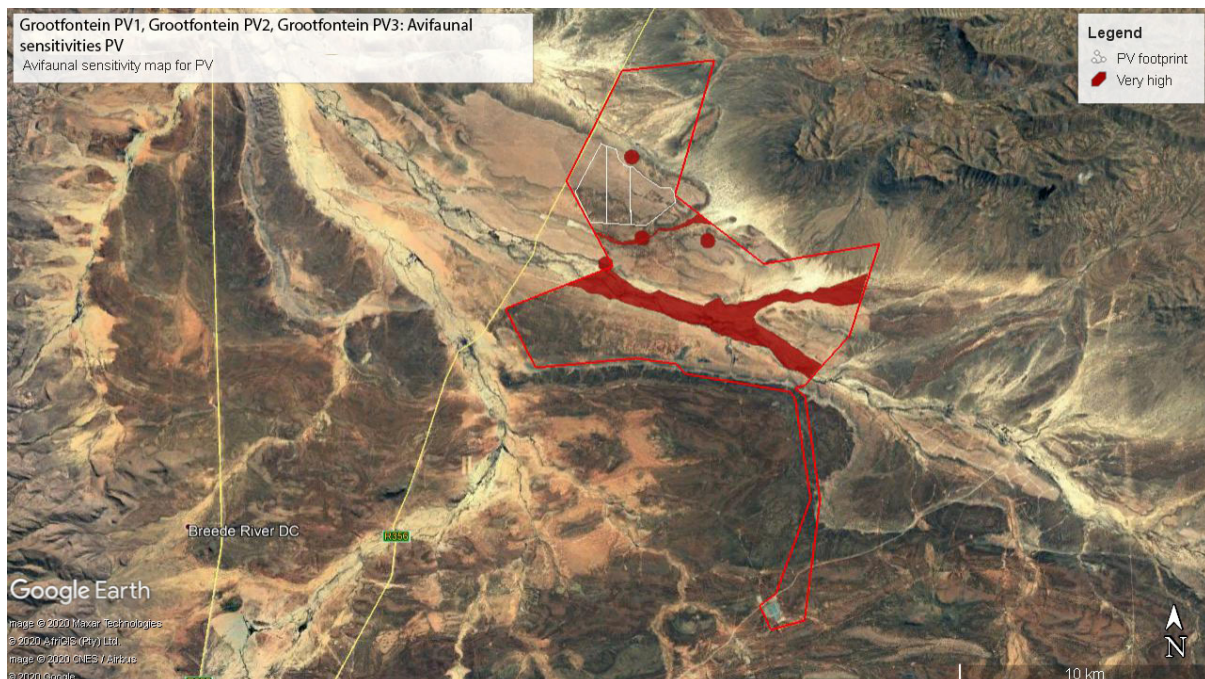 Grootfontein PV1, Grootfontein PV2, Grootfontein PV3: Avifaunal
sensitivities PV
Avifaunal sensitivity map for PV
Legend
PV footprint
Very high
Breede River DC
R356
Google Earth
mage © 2020 Maxar Technologies
© 2020 AfriGIS (Pty) Ltd.
mage © 2020 CNES / Airbus
© 2020 Google
N
10 km